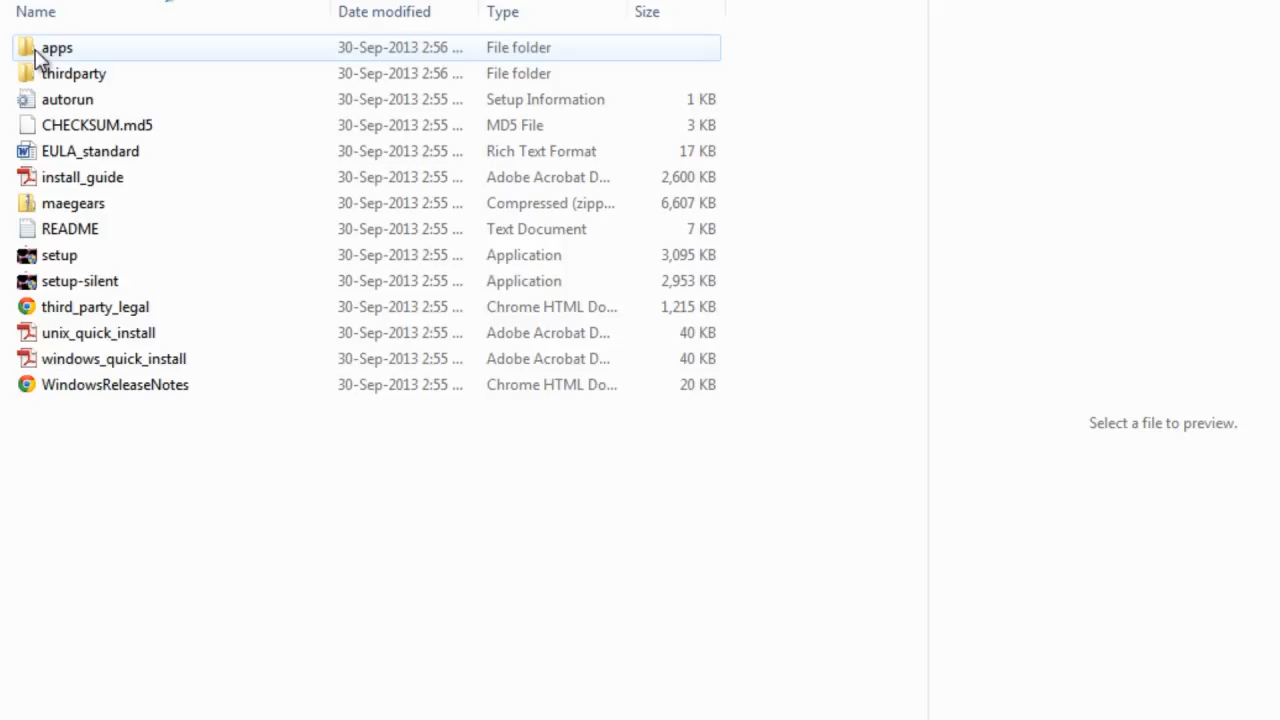 Name Date modified Type Size
apps 30-Sep-2013 2:56 ... File folder
thirdparty 30-Sep-2013 2:56 ... File folder
autorun 30-Sep-2013 2:55 ... Setup Information 1 KB
CHECKSUM.md5 30-Sep-2013 2:55 ... MD5 File 3 KB
EULA_standard 30-Sep-2013 2:55 ... Rich Text Format 17 KB
install_guide 30-Sep-2013 2:55 ... Adobe Acrobat D... 2,600 KB
maegears 30-Sep-2013 2:55 ... Compressed (zipp... 6,607 KB
README 30-Sep-2013 2:55 ... Text Document 7 KB
setup 30-Sep-2013 2:55 ... Application 3,095 KB
setup-silent 30-Sep-2013 2:55 ... Application 2,953 KB
third_party_legal 30-Sep-2013 2:55 ... Chrome HTML Do... 1,215 KB
unix_quick_install 30-Sep-2013 2:55 ... Adobe Acrobat D... 40 KB
windows_quick_install 30-Sep-2013 2:55 ... Adobe Acrobat D... 40 KB
WindowsReleaseNotes 30-Sep-2013 2:55 ... Chrome HTML Do... 20 KB
Select a file to preview.